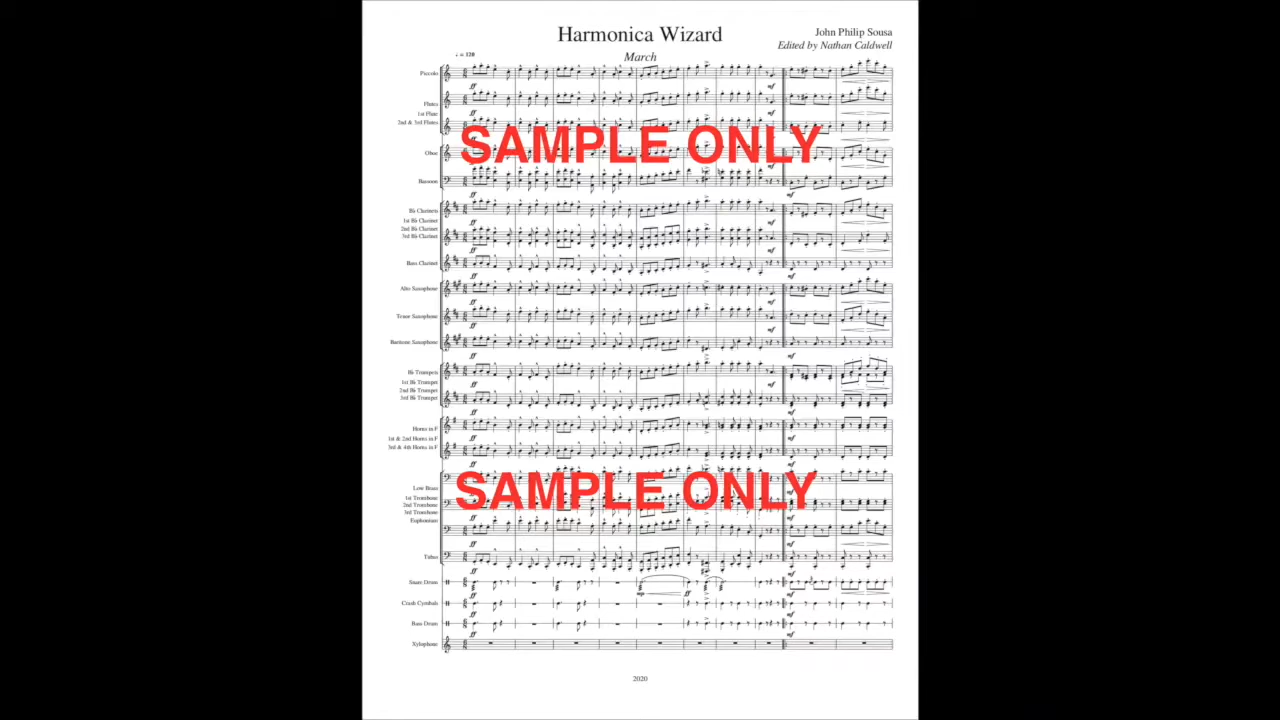 Harmonica Wizard
John Philip Sousa
Edited by Nathan Caldwell
March
♩ = 120
Piccolo
Flutes
1st Flute
2nd & 3rd Flutes
SAMPLE ONLY
Oboe
Bassoon
B♭ Clarinets
1st B♭ Clarinet
2nd B♭ Clarinet
3rd B♭ Clarinet
Bass Clarinet
Alto Saxophone
Tenor Saxophone
Baritone Saxophone
B♭ Trumpets
1st B♭ Trumpet
2nd B♭ Trumpet
3rd B♭ Trumpet
Horns in F
1st & 2nd Horns in F
3rd & 4th Horns in F
SAMPLE ONLY
Low Brass
1st Trombone
2nd Trombone
3rd Trombone
Euphonium
Tubas
Snare Drum
Crash Cymbals
Bass Drum
Xylophone
2020